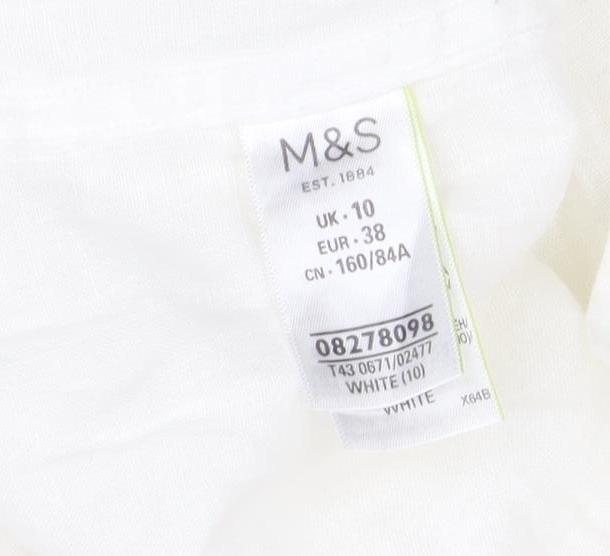 M&S
EST. 1884
UK · 10
EUR · 38
CN · 160/84A
08278098
T43 0671/02477
WHITE (10)
WHITE X64B